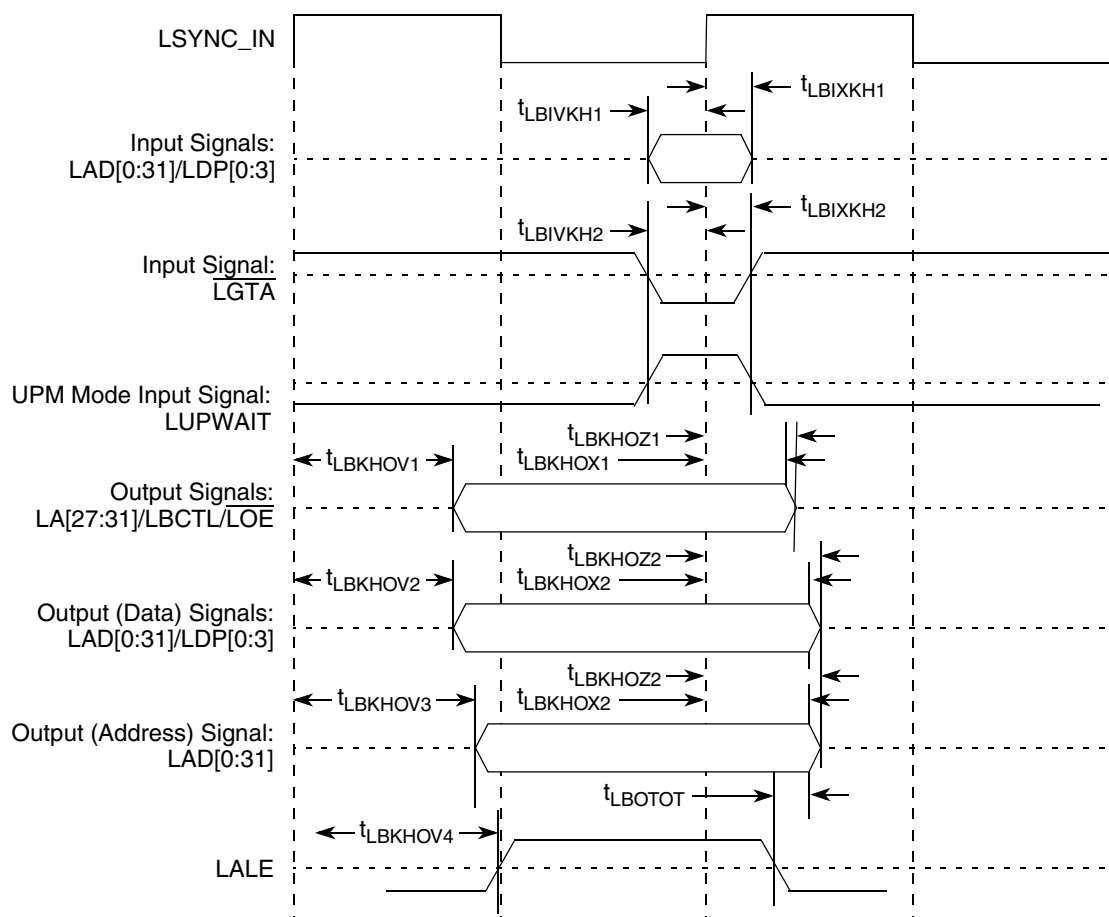 LSYNC_IN
tLBIXKH1
tLBIVKH1
Input Signals:
LAD[0:31]/LDP[0:3]
tLBIXKH2
tLBIVKH2
Input Signal:
LGTA
UPM Mode Input Signal:
LUPWAIT
tLBKHOZ1
tLBKHOV1
tLBKHOX1
Output Signals:
LA[27:31]/LBCTL/LOE
tLBKHOZ2
tLBKHOV2
tLBKHOX2
Output (Data) Signals:
LAD[0:31]/LDP[0:3]
tLBKHOZ2
tLBKHOV3
tLBKHOX2
Output (Address) Signal:
LAD[0:31]
tLBOTOT
tLBKHOV4
LALE